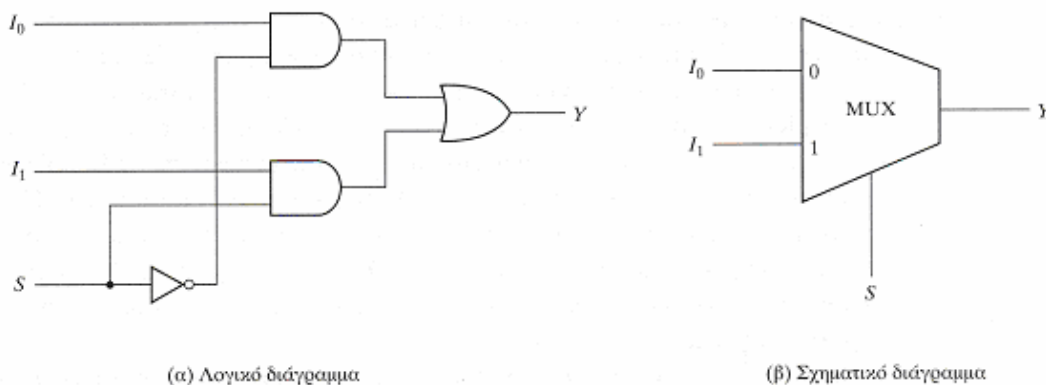 I₀
I₁
S
Y
(α) Λογικό διάγραμμα
I₀
I₁
0
1
MUX
Y
S
(β) Σχηματικό διάγραμμα